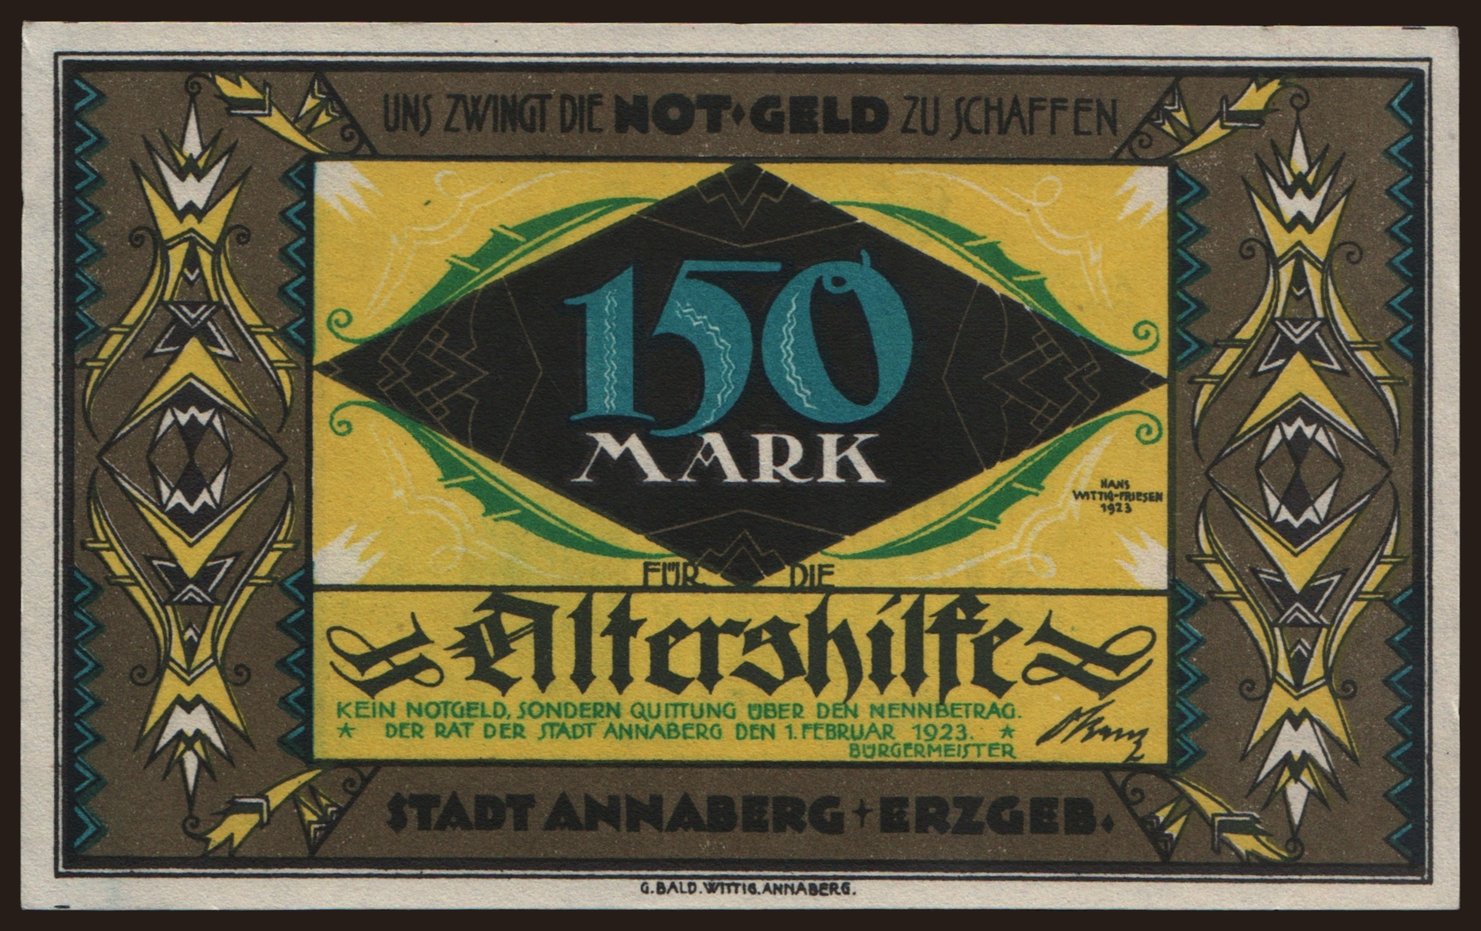 UNS ZWINGT DIE NOT⬥GELD ZU SCHAFFEN
150
MARK
HANS
WITTIG-FRIESEN
1923
FÜR DIE
Altershilfe
KEIN NOTGELD, SONDERN QUITTUNG ÜBER DEN NENNBETRAG.
* DER RAT DER STADT ANNABERG DEN 1. FEBRUAR 1923. *
BÜRGERMEISTER
STADT ANNABERG + ERZGEB.
G. BALD. WITTIG. ANNABERG.